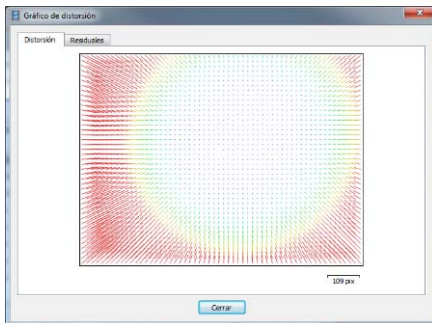 Gráfico de distorsión
Distorsión Residuales
109 pix
Cerrar